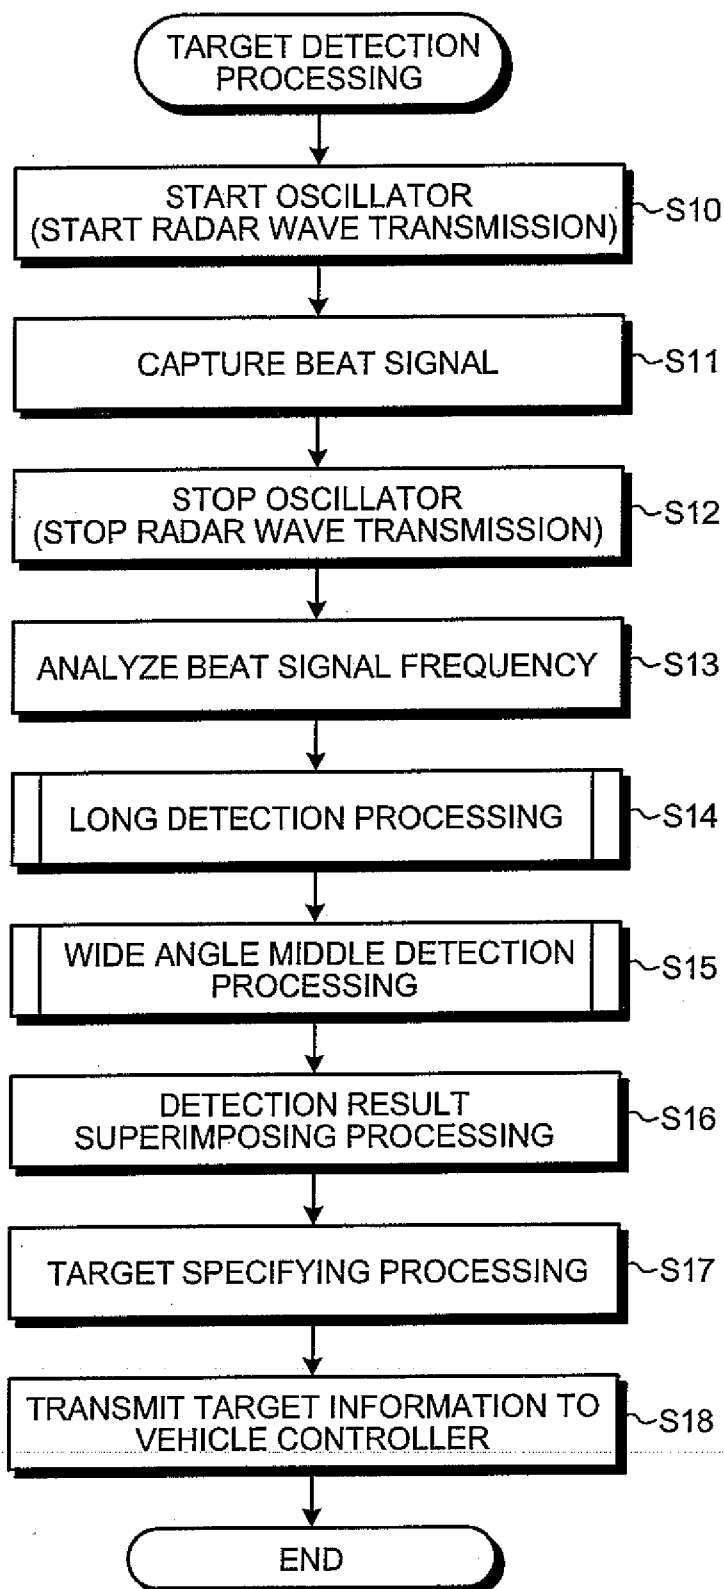 TARGET DETECTION
PROCESSING
START OSCILLATOR
(START RADAR WAVE TRANSMISSION)
S10
CAPTURE BEAT SIGNAL
S11
STOP OSCILLATOR
(STOP RADAR WAVE TRANSMISSION)
S12
ANALYZE BEAT SIGNAL FREQUENCY
S13
LONG DETECTION PROCESSING
S14
WIDE ANGLE MIDDLE DETECTION
PROCESSING
S15
DETECTION RESULT
SUPERIMPOSING PROCESSING
S16
TARGET SPECIFYING PROCESSING
S17
TRANSMIT TARGET INFORMATION TO
VEHICLE CONTROLLER
S18
END